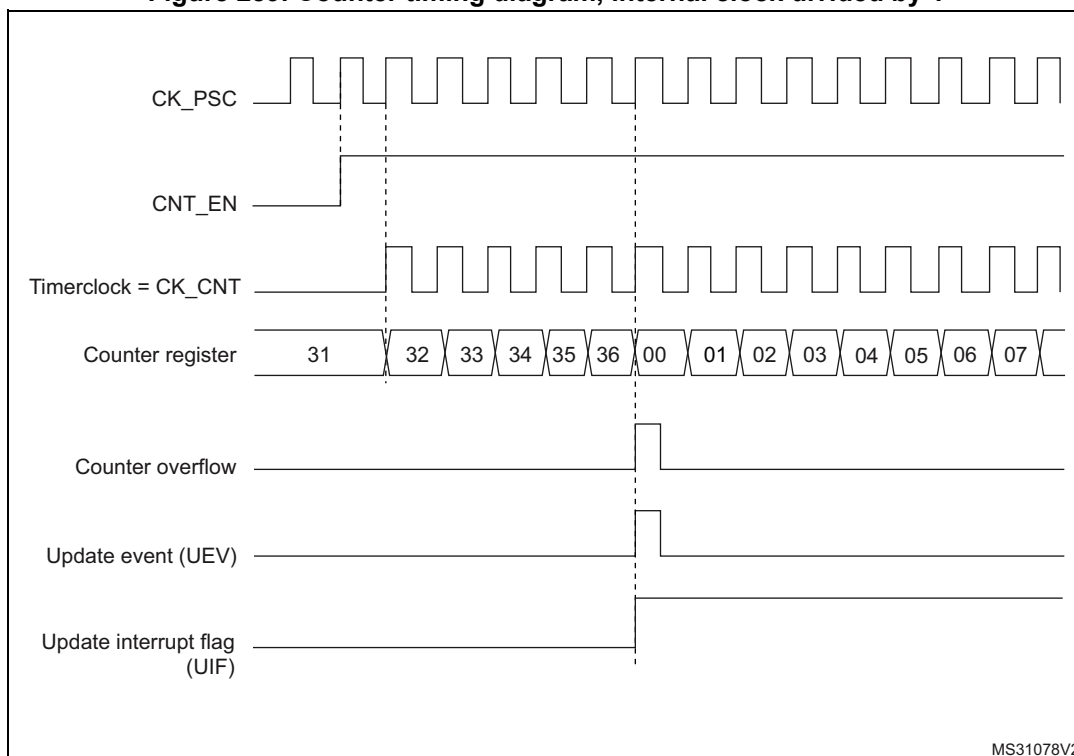 CK_PSC
CNT_EN
Timerclock = CK_CNT
Counter register 31 32 33 34 35 36 00 01 02 03 04 05 06 07
Counter overflow
Update event (UEV)
Update interrupt flag
(UIF)
MS31078V2